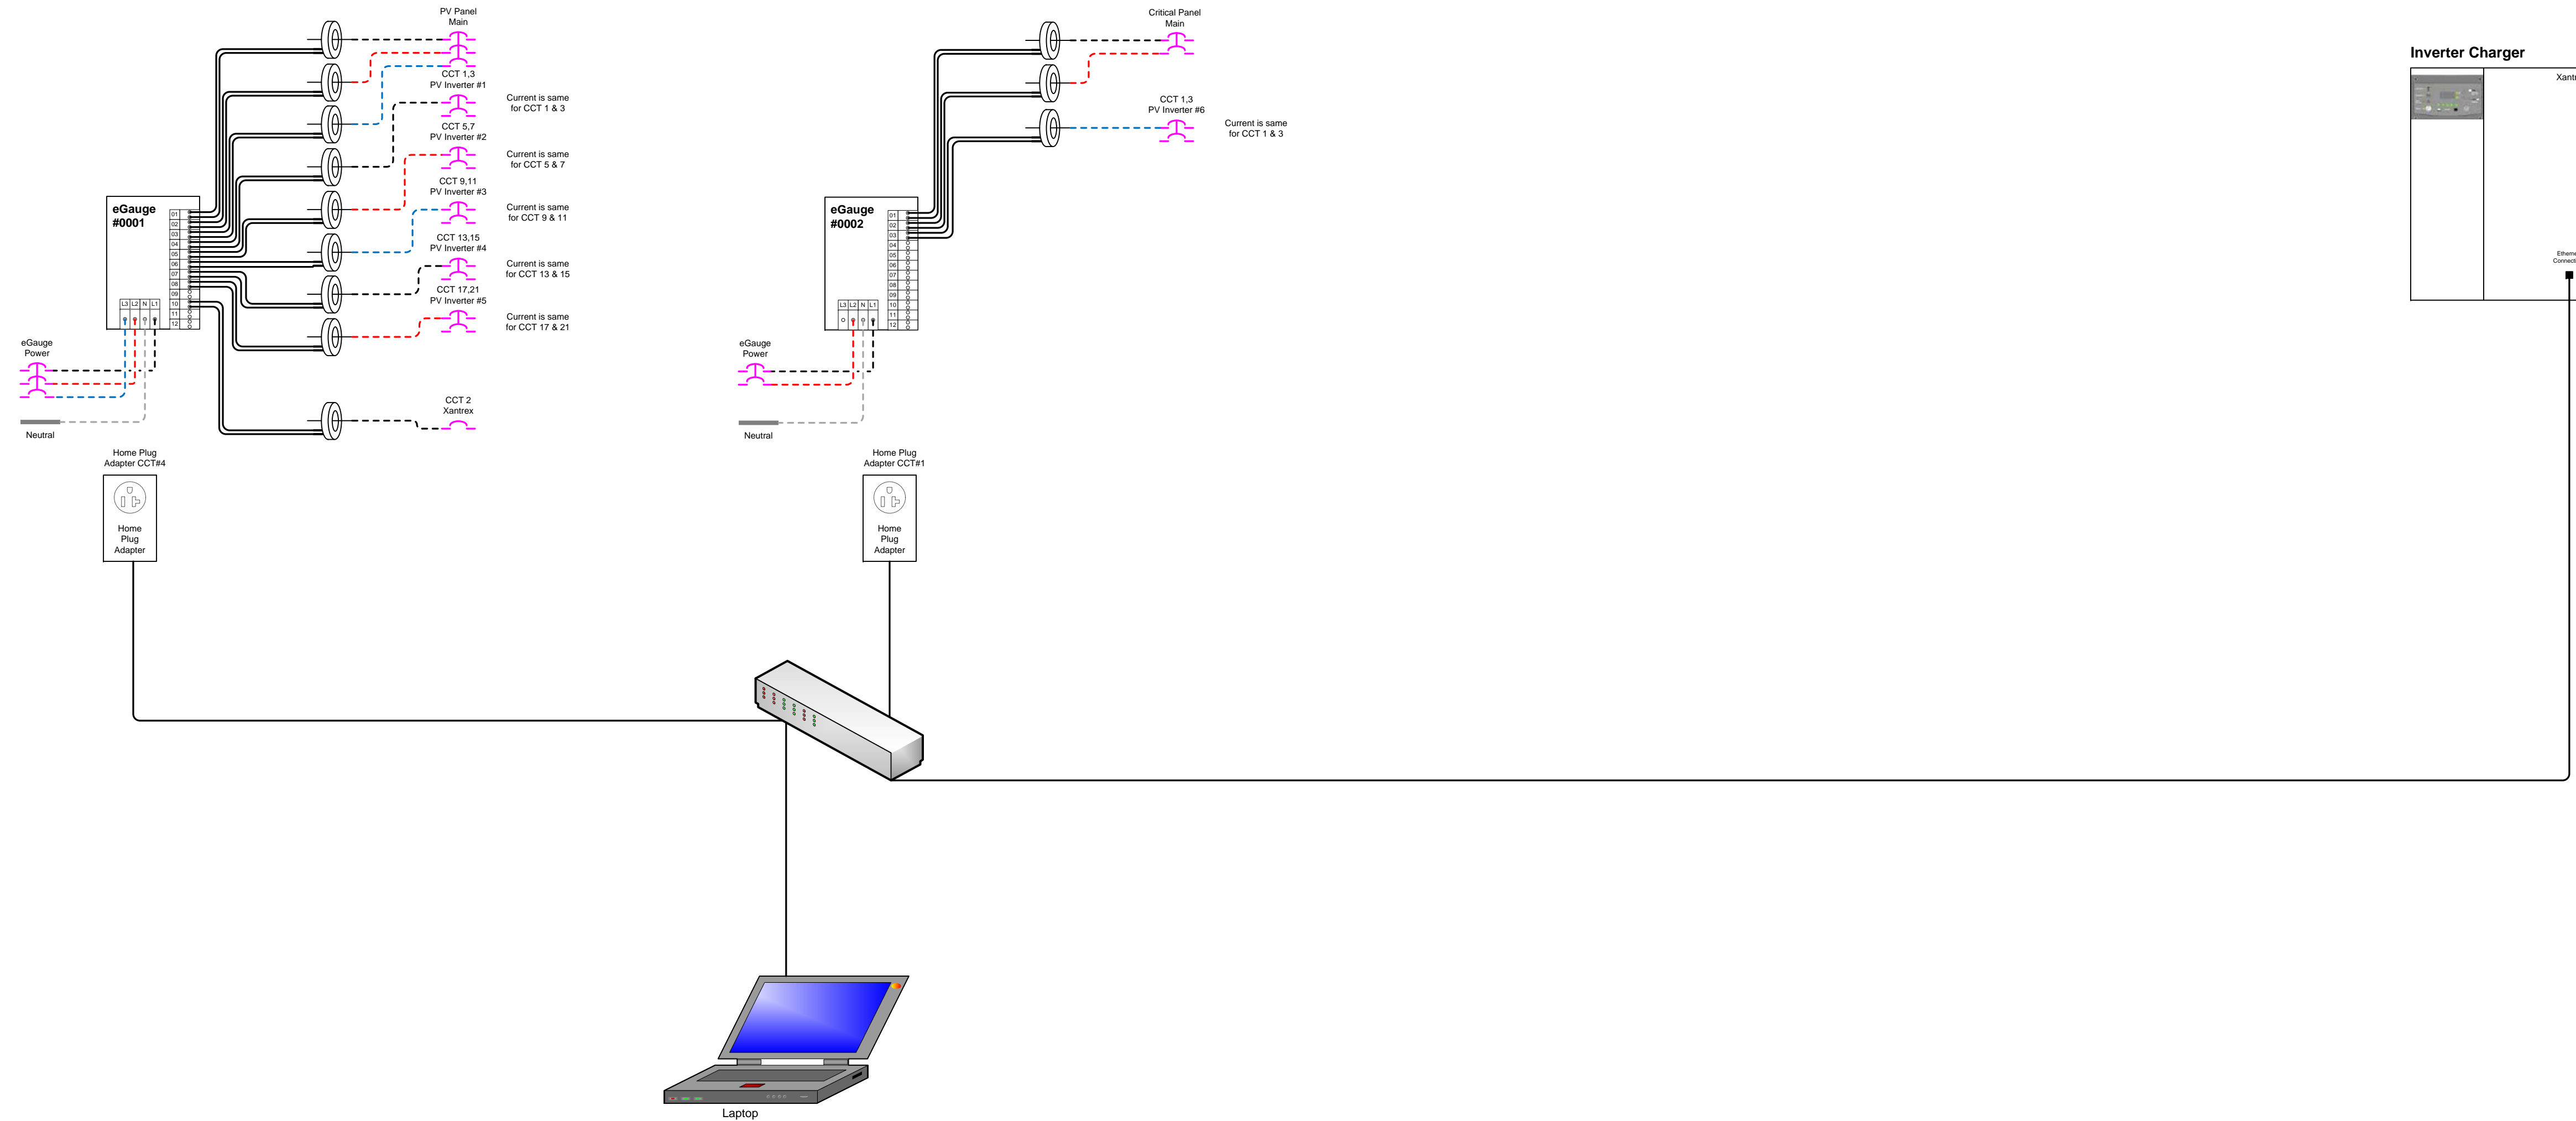 PV Panel
Main
CCT 1,3
PV Inverter #1
Current is same
for CCT 1 & 3
CCT 5,7
PV Inverter #2
Current is same
for CCT 5 & 7
CCT 9,11
PV Inverter #3
Current is same
for CCT 9 & 11
CCT 13,15
PV Inverter #4
Current is same
for CCT 13 & 15
CCT 17,21
PV Inverter #5
Current is same
for CCT 17 & 21
CCT 2
Xantrex
eGauge
#0001
01
02
03
04
05
06
07
08
09
10
11
12
L3 L2 N L1
eGauge
Power
Neutral
Home Plug
Adapter CCT#4
Home
Plug
Adapter
Critical Panel
Main
CCT 1,3
PV Inverter #6
Current is same
for CCT 1 & 3
eGauge
#0002
01
02
03
04
05
06
07
08
09
10
11
12
L3 L2 N L1
eGauge
Power
Neutral
Home Plug
Adapter CCT#1
Home
Plug
Adapter
Inverter Charger
Xantr
Etherne
Connect
Laptop